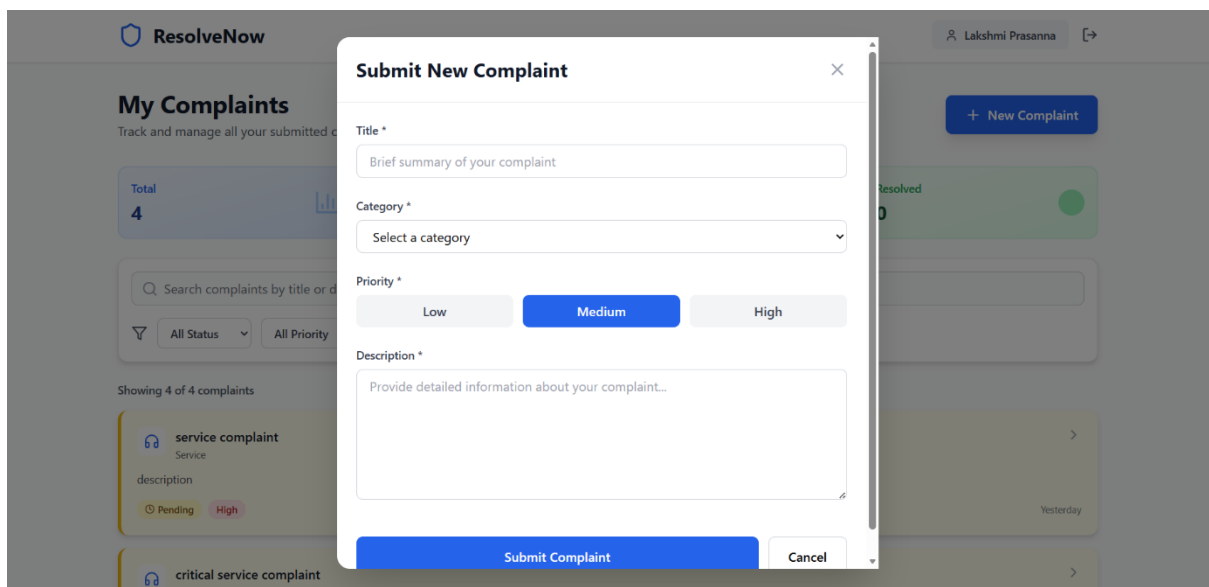 ResolveNow
Lakshmi Prasanna
My Complaints
Track and manage all your submitted c
+ New Complaint
Total
4
Resolved
0
Search complaints by title or d
All Status
All Priority
Showing 4 of 4 complaints
service complaint
Service
description
Pending
High
Yesterday
critical service complaint
Submit New Complaint
Title *
Brief summary of your complaint
Category *
Select a category
Priority *
Low
Medium
High
Description *
Provide detailed information about your complaint...
Submit Complaint
Cancel